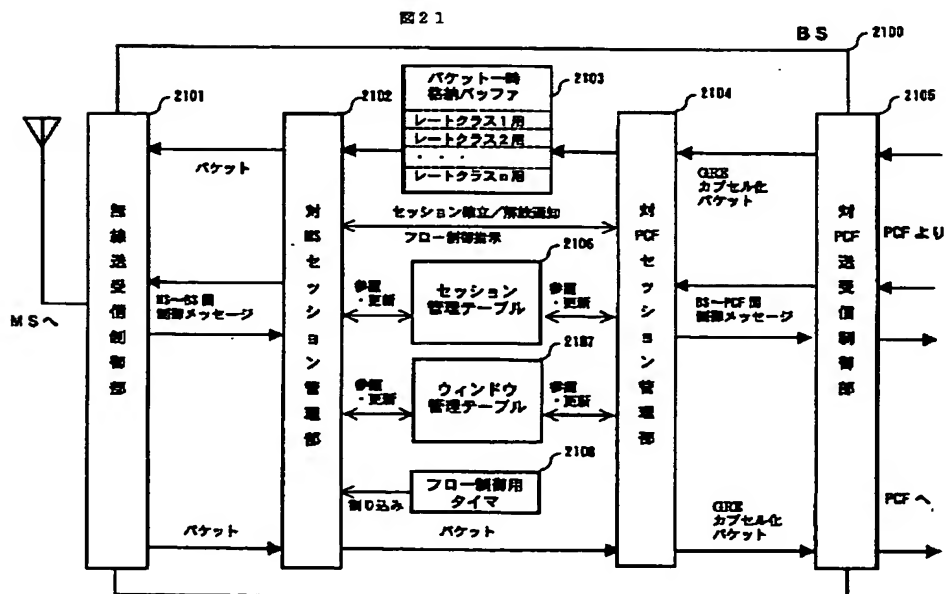 図21
BS
2100
2101
2102
パケット一時
格納バッファ
2103
レートクラス1用
レートクラス2用
・・・
レートクラスn用
2104
2105
パケット
GRE
カプセル化
パケット
セッション確立/解放通知
フロー制御指示
PCFより
MSへ
無線送受信制御部
対MSセッション管理部
対PCFセッション管理部
対PCF送受信制御部
MS~BS間
制御メッセージ
参照
・更新
2106
セッション
管理テーブル
参照
・更新
BS~PCF間
制御メッセージ
参照
・更新
2107
ウィンドウ
管理テーブル
参照
・更新
2108
フロー制御用
タイマ
割り込み
パケット
パケット
GRE
カプセル化
パケット
PCFへ